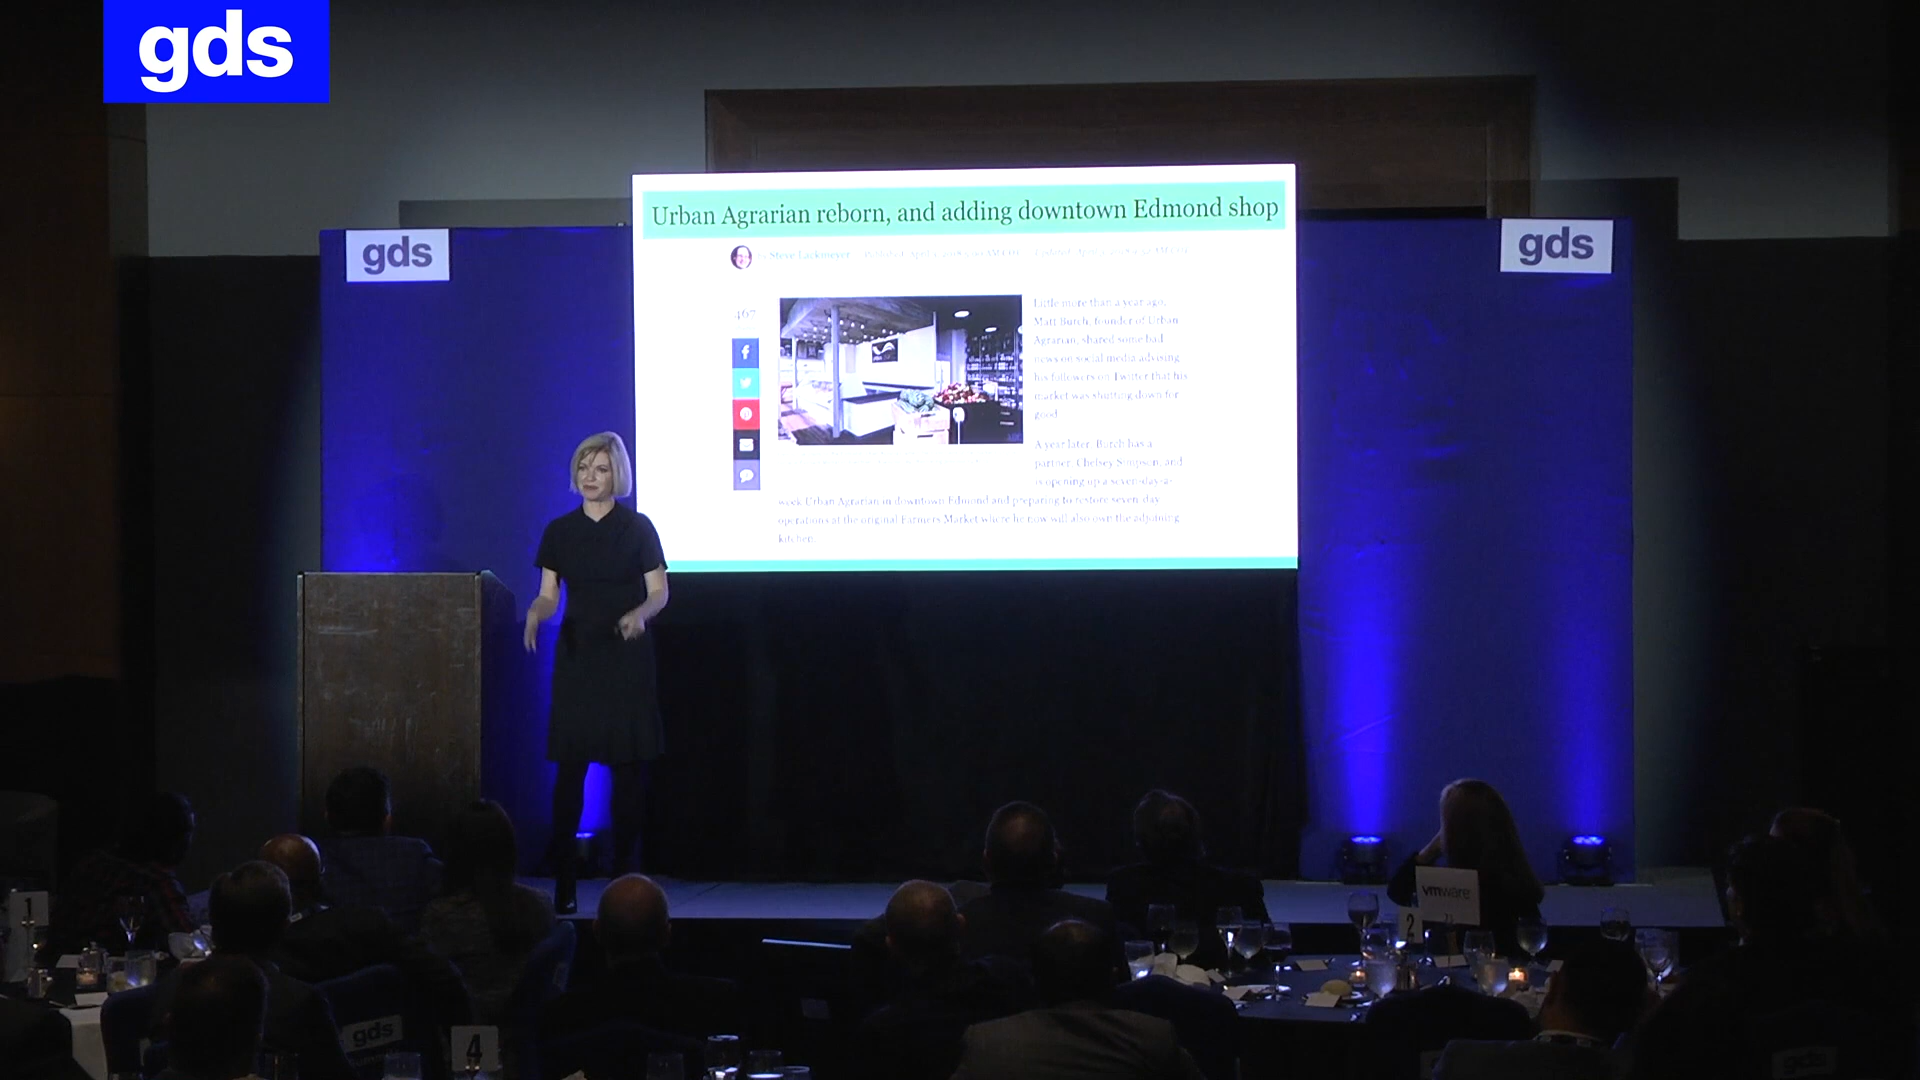 gds
Urban Agrarian reborn, and adding downtown Edmond shop
gds
gds
by Steve Lackmeyer
467
Little more than a year ago,
Matt Burch, founder of Urban
Agrarian, shared some bad
news on social media advising
his followers on Twitter that his
market was shutting down for
good.
A year later, Burch has a
partner, Chelsey Simpson, and
is opening up a seven-day-a-
week Urban Agrarian in downtown Edmond and preparing to restore seven-day
operations at the original Farmers Market where he now will also own the adjoining
kitchen.
vmware
1
2
gds
4